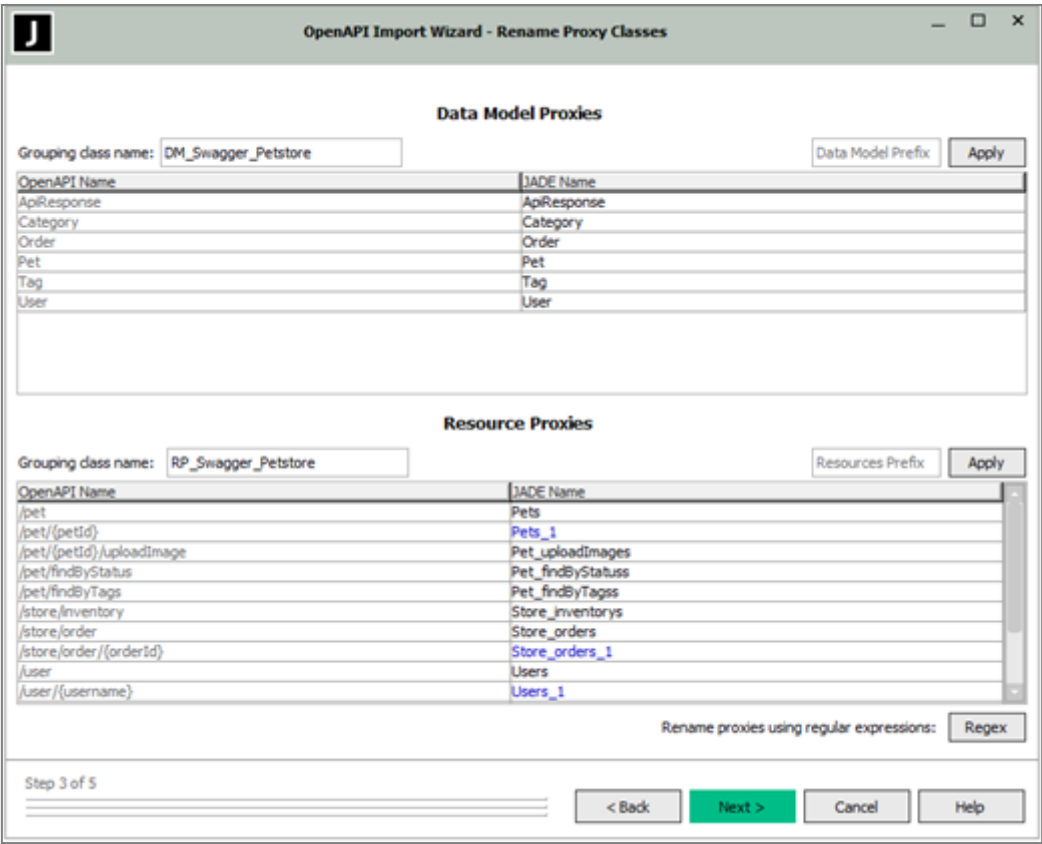 J
OpenAPI Import Wizard - Rename Proxy Classes
Data Model Proxies
Grouping class name: DM_Swagger_Petstore Data Model Prefix Apply
OpenAPI Name JADE Name
ApiResponse ApiResponse
Category Category
Order Order
Pet Pet
Tag Tag
User User
Resource Proxies
Grouping class name: RP_Swagger_Petstore Resources Prefix Apply
OpenAPI Name JADE Name
/pet Pets
/pet/{petId} Pets_1
/pet/{petId}/uploadImage Pet_uploadImages
/pet/findByStatus Pet_findByStatuss
/pet/findByTags Pet_findByTagss
/store/inventory Store_inventorys
/store/order Store_orders
/store/order/{orderId} Store_orders_1
/user Users
/user/{username} Users_1
Rename proxies using regular expressions: Regex
Step 3 of 5
< Back Next > Cancel Help